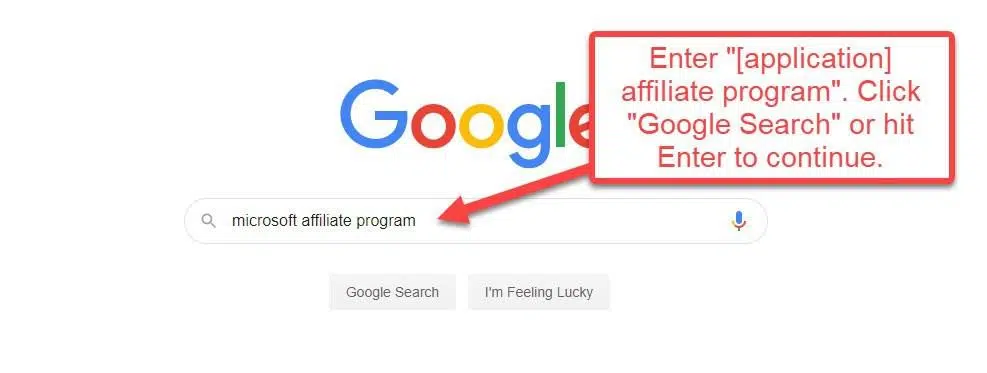 Google
Enter "[application]
affiliate program". Click
"Google Search" or hit
Enter to continue.
microsoft affiliate program
Google Search
I'm Feeling Lucky